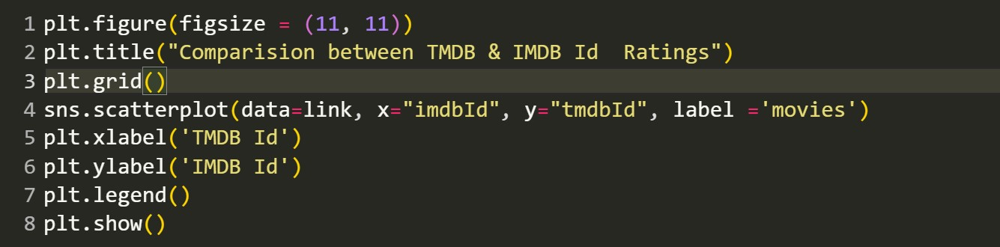 1 plt.figure(figsize = (11, 11))
2 plt.title("Comparision between TMDB & IMDB Id  Ratings")
3 plt.grid()
4 sns.scatterplot(data=link, x="imdbId", y="tmdbId", label ='movies')
5 plt.xlabel('TMDB Id')
6 plt.ylabel('IMDB Id')
7 plt.legend()
8 plt.show()